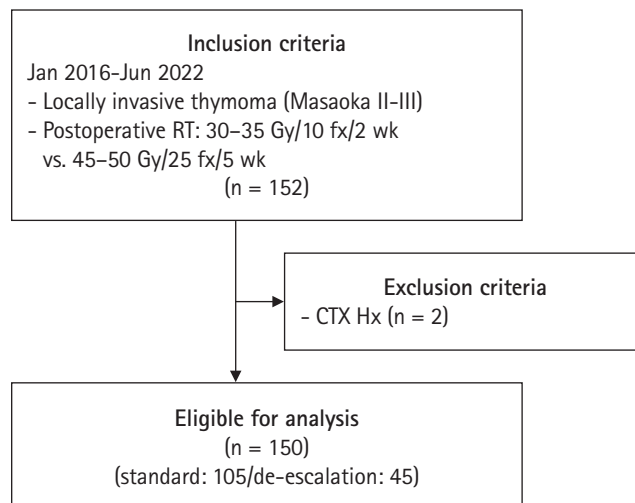 Inclusion criteria
Jan 2016-Jun 2022
- Locally invasive thymoma (Masaoka II-III)
- Postoperative RT: 30–35 Gy/10 fx/2 wk
vs. 45–50 Gy/25 fx/5 wk
(n = 152)
Exclusion criteria
- CTX Hx (n = 2)
Eligible for analysis
(n = 150)
(standard: 105/de-escalation: 45)